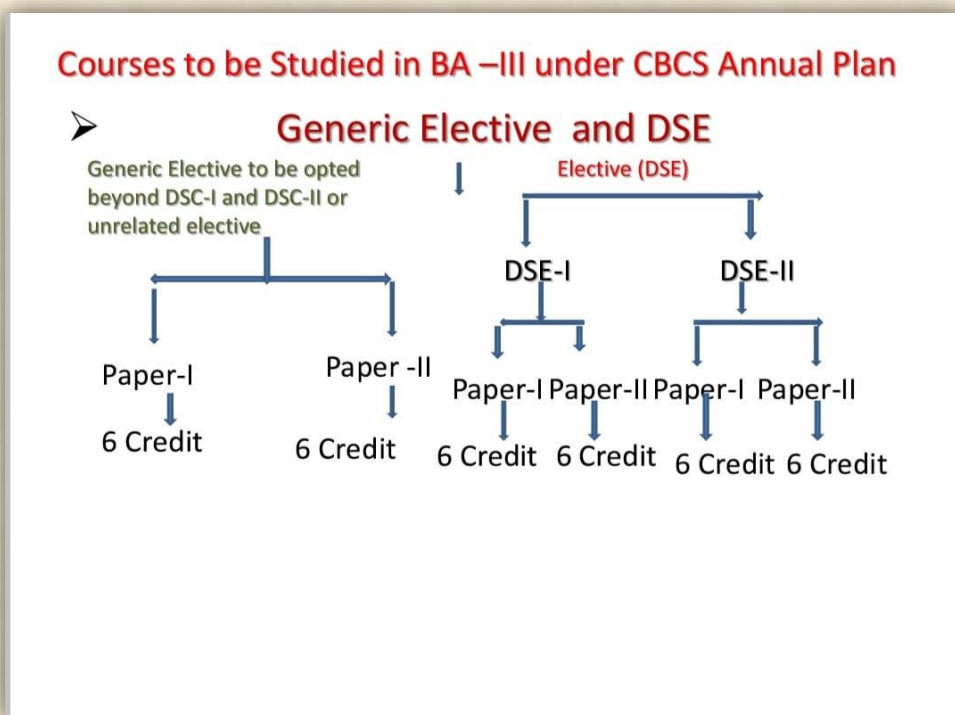 Courses to be Studied in BA –III under CBCS Annual Plan
➢ Generic Elective and DSE
Generic Elective to be opted
beyond DSC-I and DSC-II or
unrelated elective
Elective (DSE)
DSE-I DSE-II
Paper-I Paper -II Paper-I Paper-II Paper-I Paper-II
6 Credit 6 Credit 6 Credit 6 Credit 6 Credit 6 Credit